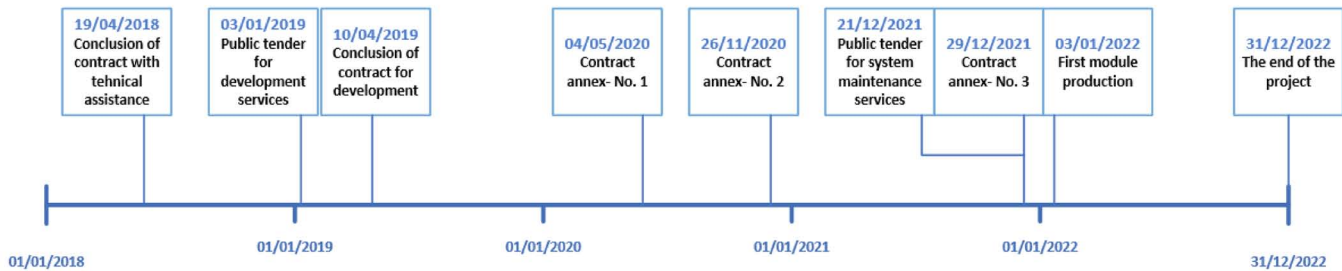 19/04/2018
Conclusion of
contract with
tehnical
assistance
03/01/2019
Public tender
for
development
services
10/04/2019
Conclusion of
contract for
development
04/05/2020
Contract
annex- No. 1
26/11/2020
Contract
annex- No. 2
21/12/2021
Public tender
for system
maintenance
services
29/12/2021
Contract
annex- No. 3
03/01/2022
First module
production
31/12/2022
The end of the
project
01/01/2018
01/01/2019
01/01/2020
01/01/2021
01/01/2022
31/12/2022